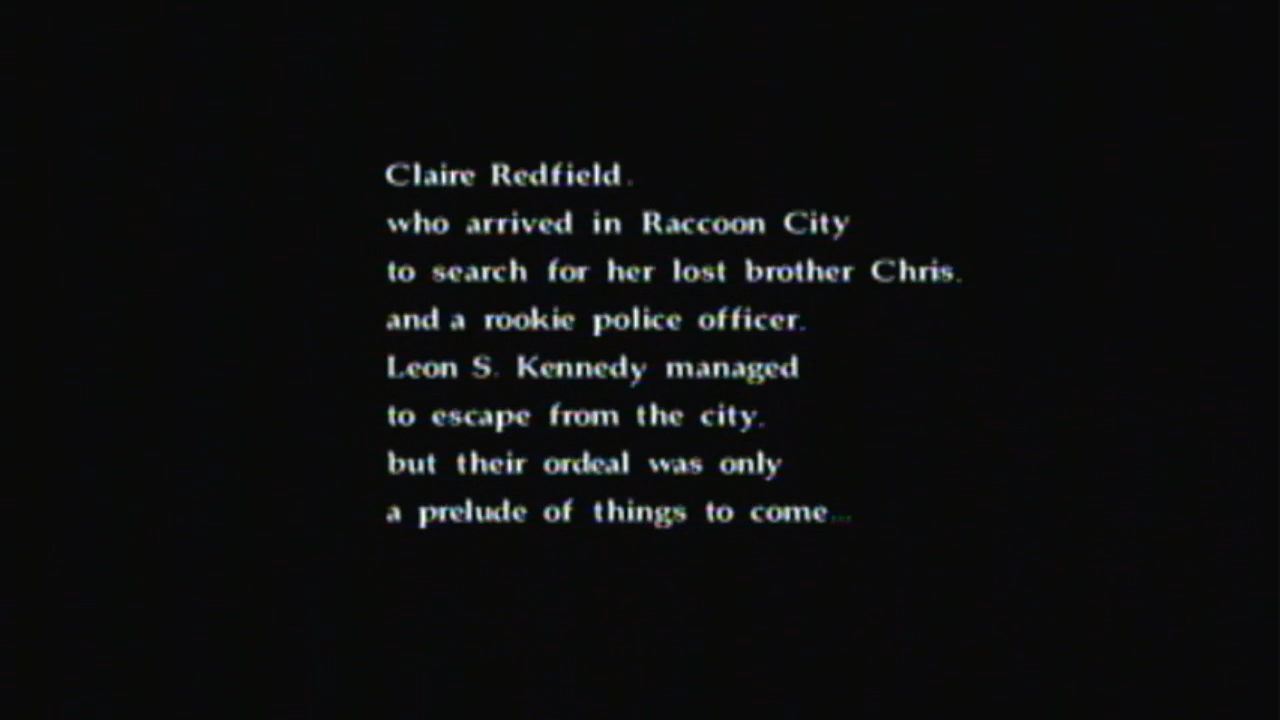 Claire Redfield.
who arrived in Raccoon City
to search for her lost brother Chris.
and a rookie police officer.
Leon S. Kennedy managed
to escape from the city.
but their ordeal was only
a prelude of things to come...